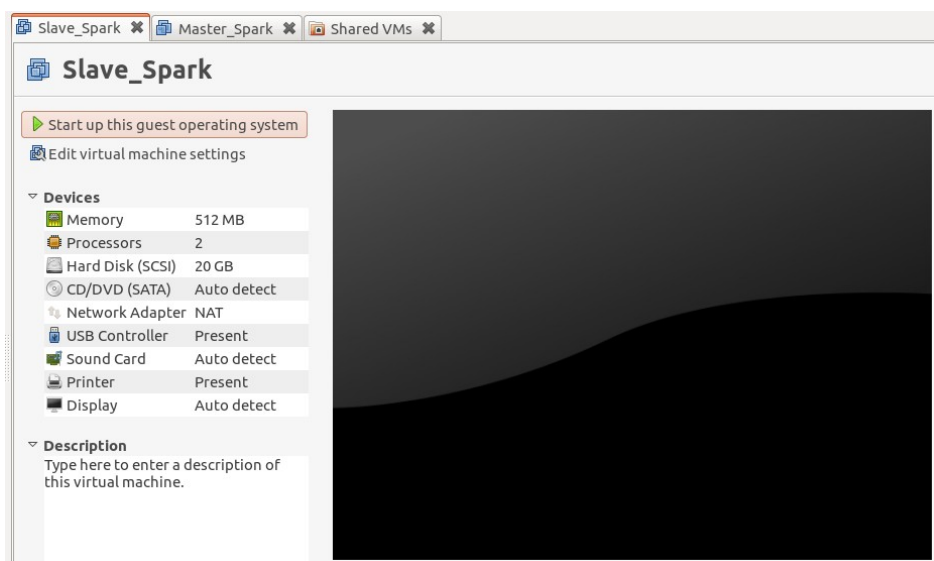 Slave_Spark Master_Spark Shared VMs
Slave_Spark
Start up this guest operating system
Edit virtual machine settings
Devices
Memory 512 MB
Processors 2
Hard Disk (SCSI) 20 GB
CD/DVD (SATA) Auto detect
Network Adapter NAT
USB Controller Present
Sound Card Auto detect
Printer Present
Display Auto detect
Description
Type here to enter a description of
this virtual machine.